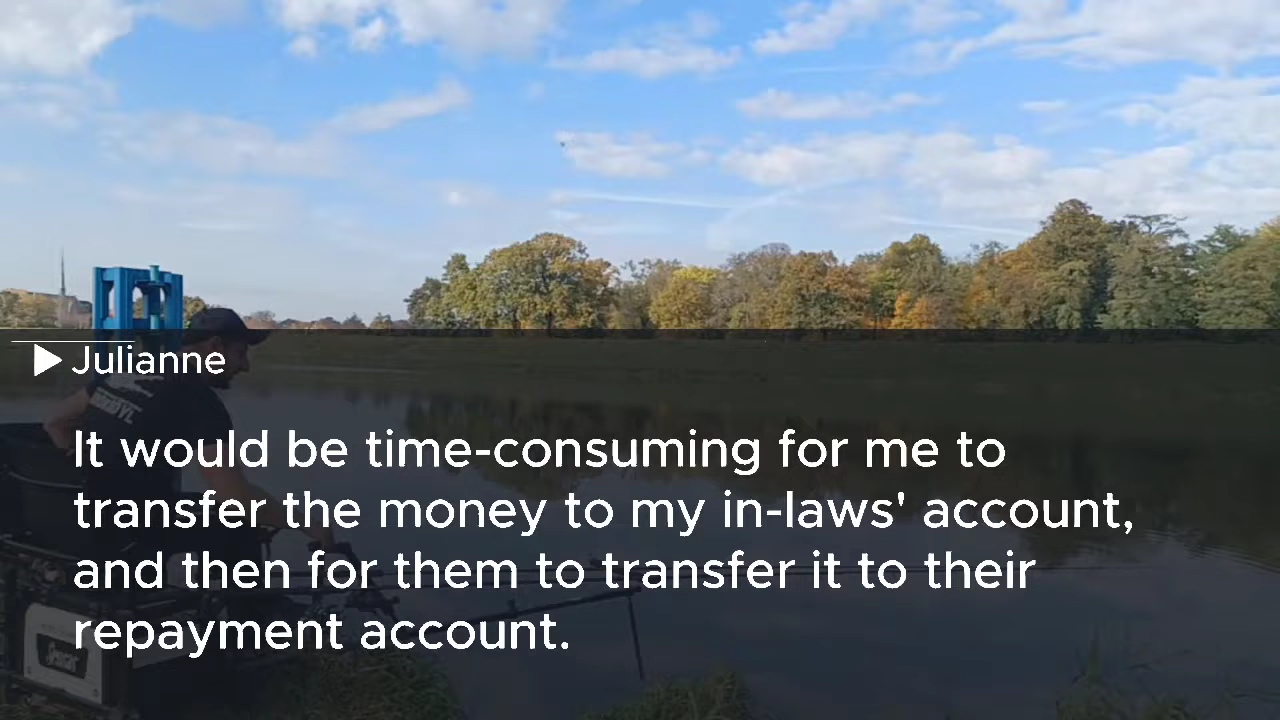 Julianne
It would be time-consuming for me to
transfer the money to my in-laws' account,
and then for them to transfer it to their
repayment account.